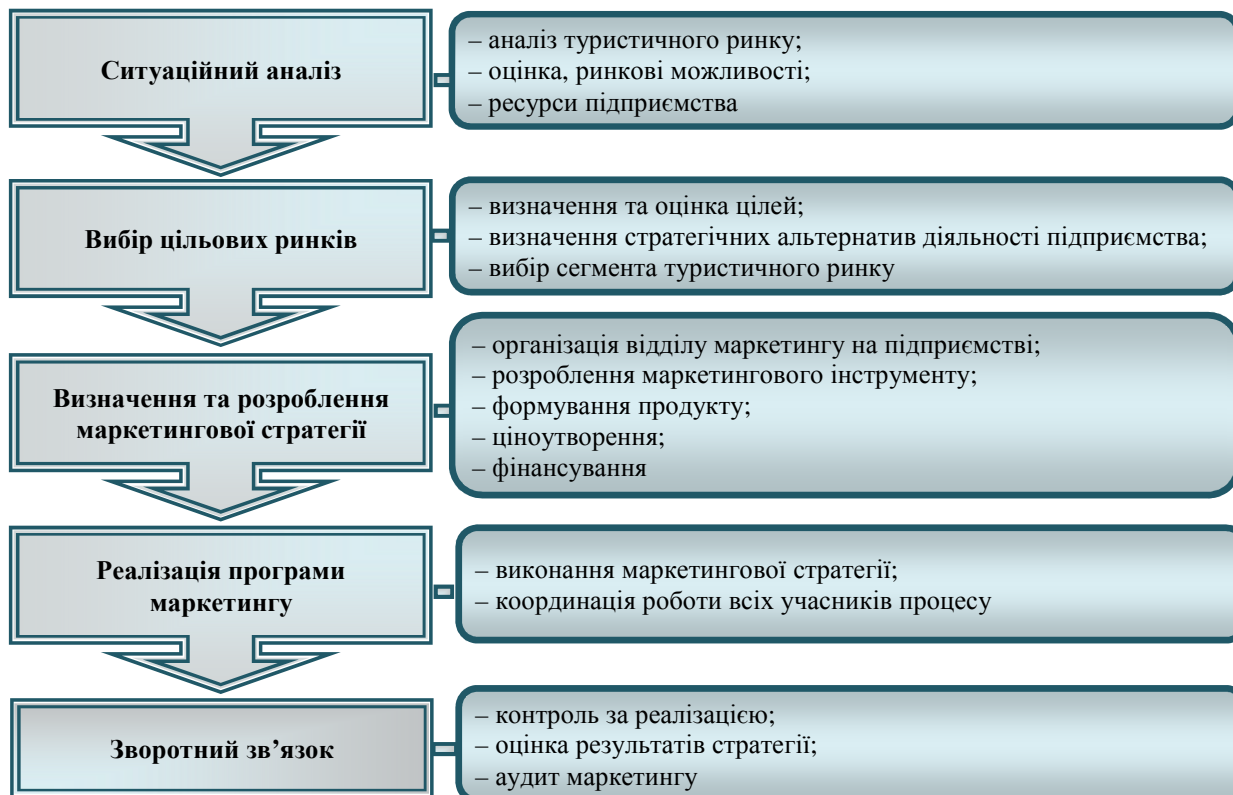 Ситуаційний аналіз
– аналіз туристичного ринку;
– оцінка, ринкові можливості;
– ресурси підприємства
Вибір цільових ринків
– визначення та оцінка цілей;
– визначення стратегічних альтернатив діяльності підприємства;
– вибір сегмента туристичного ринку
Визначення та розроблення
маркетингової стратегії
– організація відділу маркетингу на підприємстві;
– розроблення маркетингового інструменту;
– формування продукту;
– ціноутворення;
– фінансування
Реалізація програми
маркетингу
– виконання маркетингової стратегії;
– координація роботи всіх учасників процесу
Зворотний зв’язок
– контроль за реалізацією;
– оцінка результатів стратегії;
– аудит маркетингу